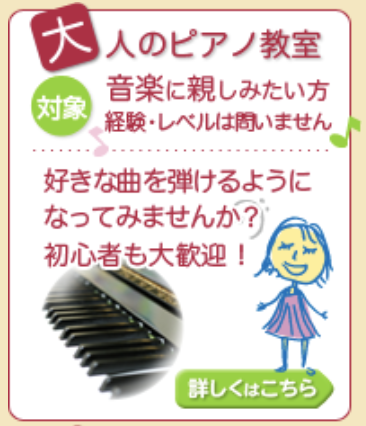 大人のピアノ教室
対象
音楽に親しみたい方
経験・レベルは問いません
好きな曲を弾けるように
なってみませんか?
初心者も大歓迎!
詳しくはこちら